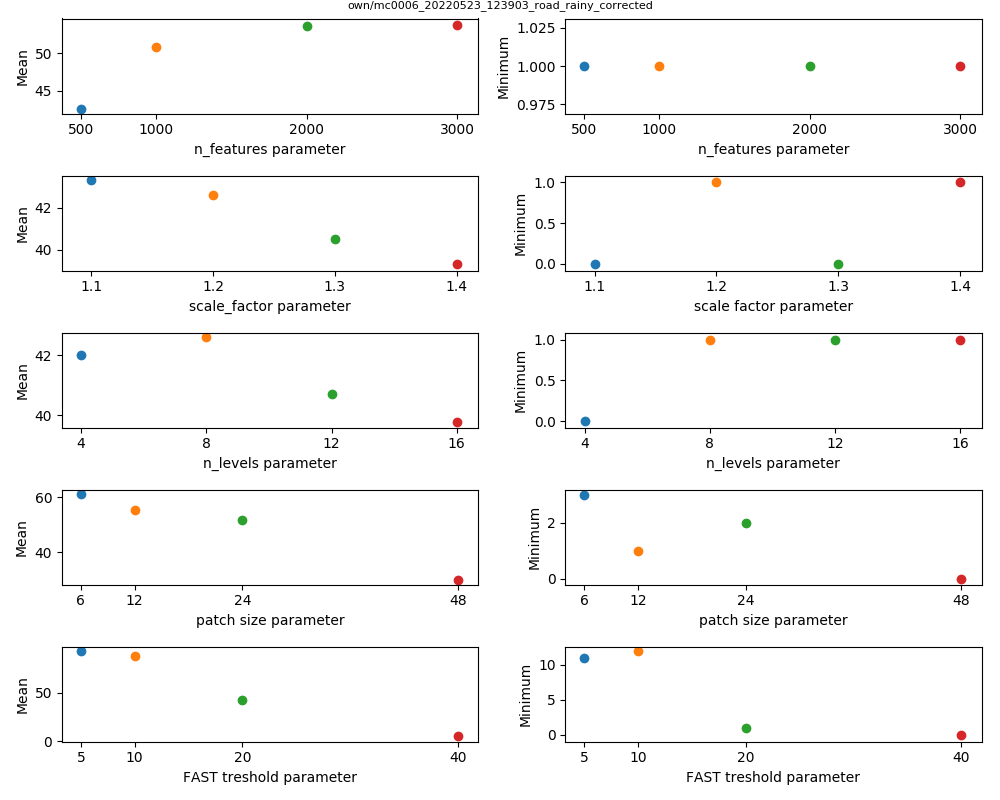 own/mc0006_20220523_123903_road_rainy_corrected
Mean
50
45
500 1000 2000 3000
n_features parameter
Minimum
1.025
1.000
0.975
500 1000 2000 3000
n_features parameter
Mean
42
40
1.1 1.2 1.3 1.4
scale_factor parameter
Minimum
1.0
0.5
0.0
1.1 1.2 1.3 1.4
scale factor parameter
Mean
42
40
4 8 12 16
n_levels parameter
Minimum
1.0
0.5
0.0
4 8 12 16
n_levels parameter
Mean
60
40
6 12 24 48
patch size parameter
Minimum
2
0
6 12 24 48
patch size parameter
Mean
50
0
5 10 20 40
FAST treshold parameter
Minimum
10
5
0
5 10 20 40
FAST treshold parameter